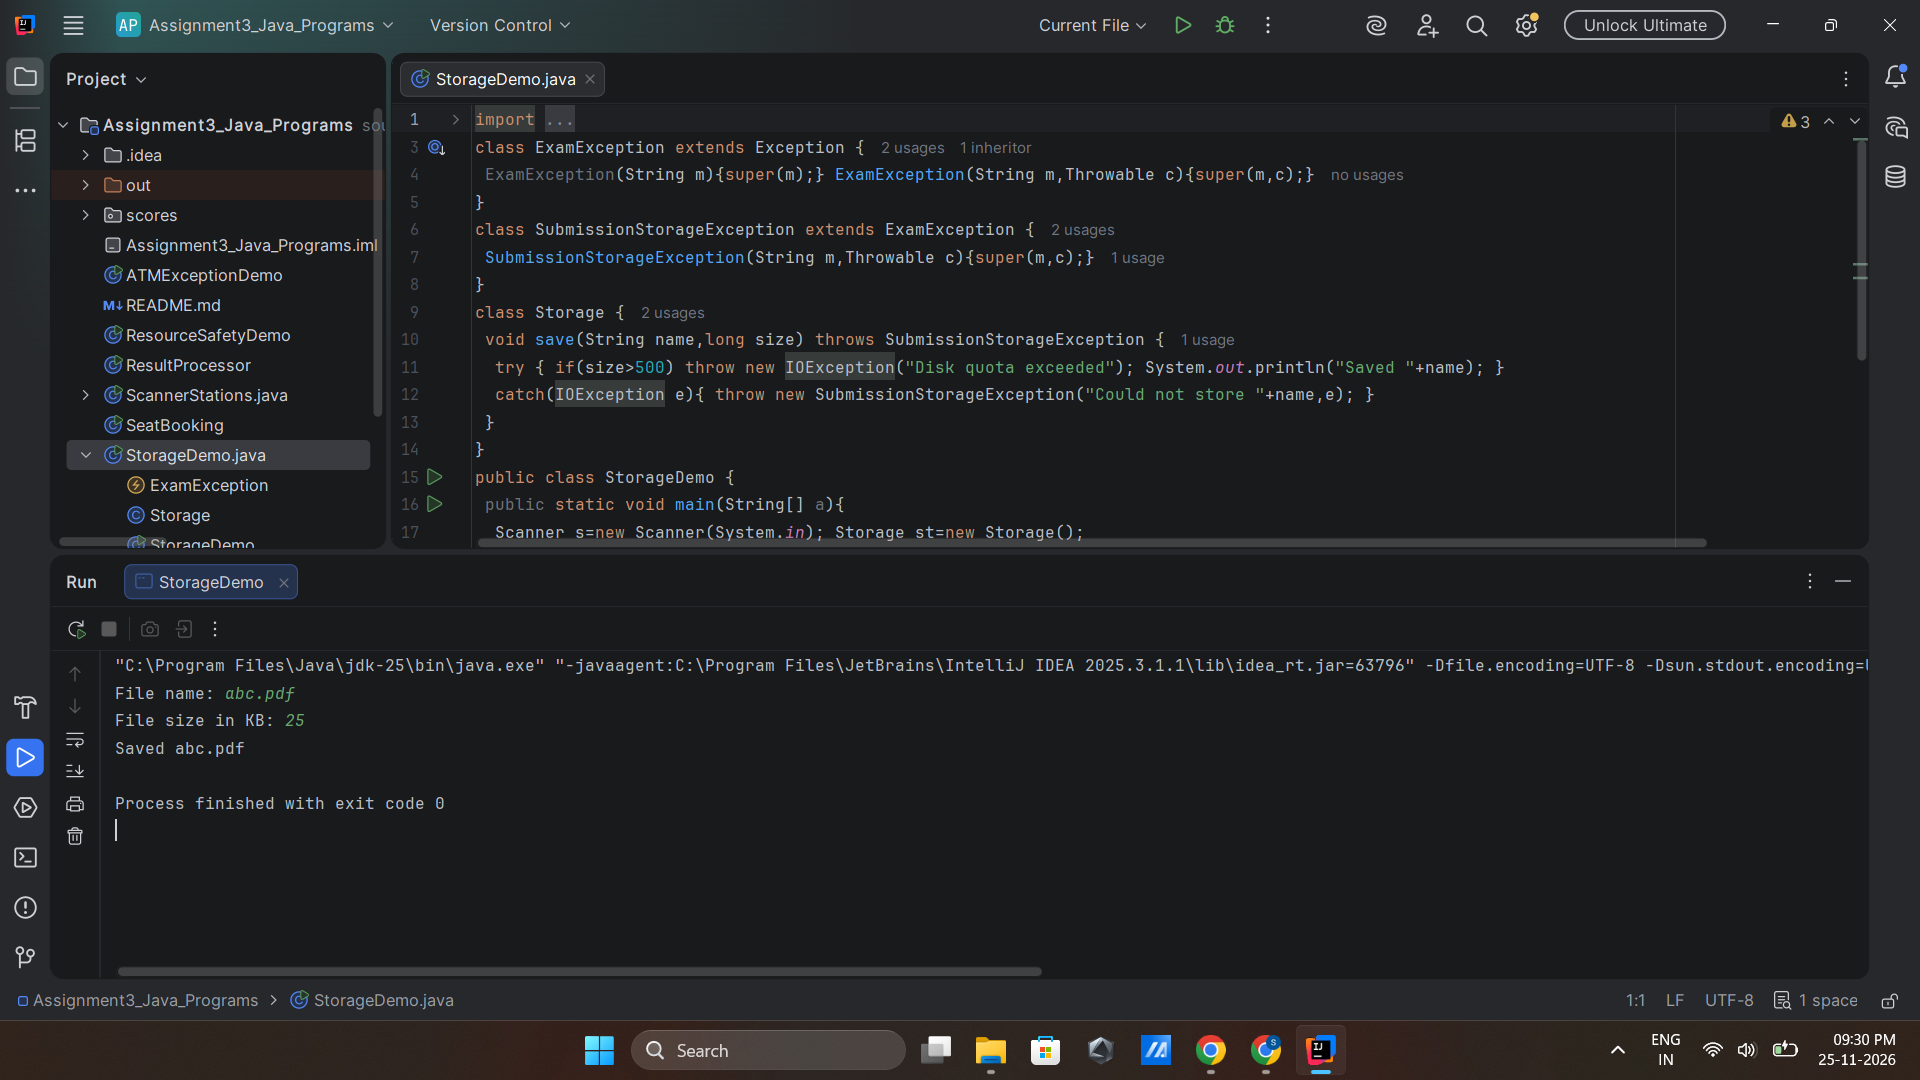 AP Assignment3_Java_Programs Version Control Current File Unlock Ultimate
Project
Assignment3_Java_Programs
.idea
out
scores
Assignment3_Java_Programs.iml
ATMExceptionDemo
M↓ README.md
ResourceSafetyDemo
ResultProcessor
ScannerStations.java
SeatBooking
StorageDemo.java
ExamException
Storage
StorageDemo
StorageDemo.java
3
1 import ...
3 class ExamException extends Exception { 2 usages 1 inheritor
4 ExamException(String m){super(m);} ExamException(String m,Throwable c){super(m,c);} no usages
5 }
6 class SubmissionStorageException extends ExamException { 2 usages
7 SubmissionStorageException(String m,Throwable c){super(m,c);} 1 usage
8 }
9 class Storage { 2 usages
10 void save(String name,long size) throws SubmissionStorageException { 1 usage
11 try { if(size>500) throw new IOException("Disk quota exceeded"); System.out.println("Saved "+name); }
12 catch(IOException e){ throw new SubmissionStorageException("Could not store "+name,e); }
13 }
14 }
15 public class StorageDemo {
16 public static void main(String[] a){
17 Scanner s=new Scanner(System.in); Storage st=new Storage();
Run StorageDemo
"C:\Program Files\Java\jdk-25\bin\java.exe" "-javaagent:C:\Program Files\JetBrains\IntelliJ IDEA 2025.3.1.1\lib\idea_rt.jar=63796" -Dfile.encoding=UTF-8 -Dsun.stdout.encoding=
File name: abc.pdf
File size in KB: 25
Saved abc.pdf
Process finished with exit code 0
Assignment3_Java_Programs > StorageDemo.java 1:1 LF UTF-8 1 space
Search
ENG
IN
09:30 PM
25-11-2026